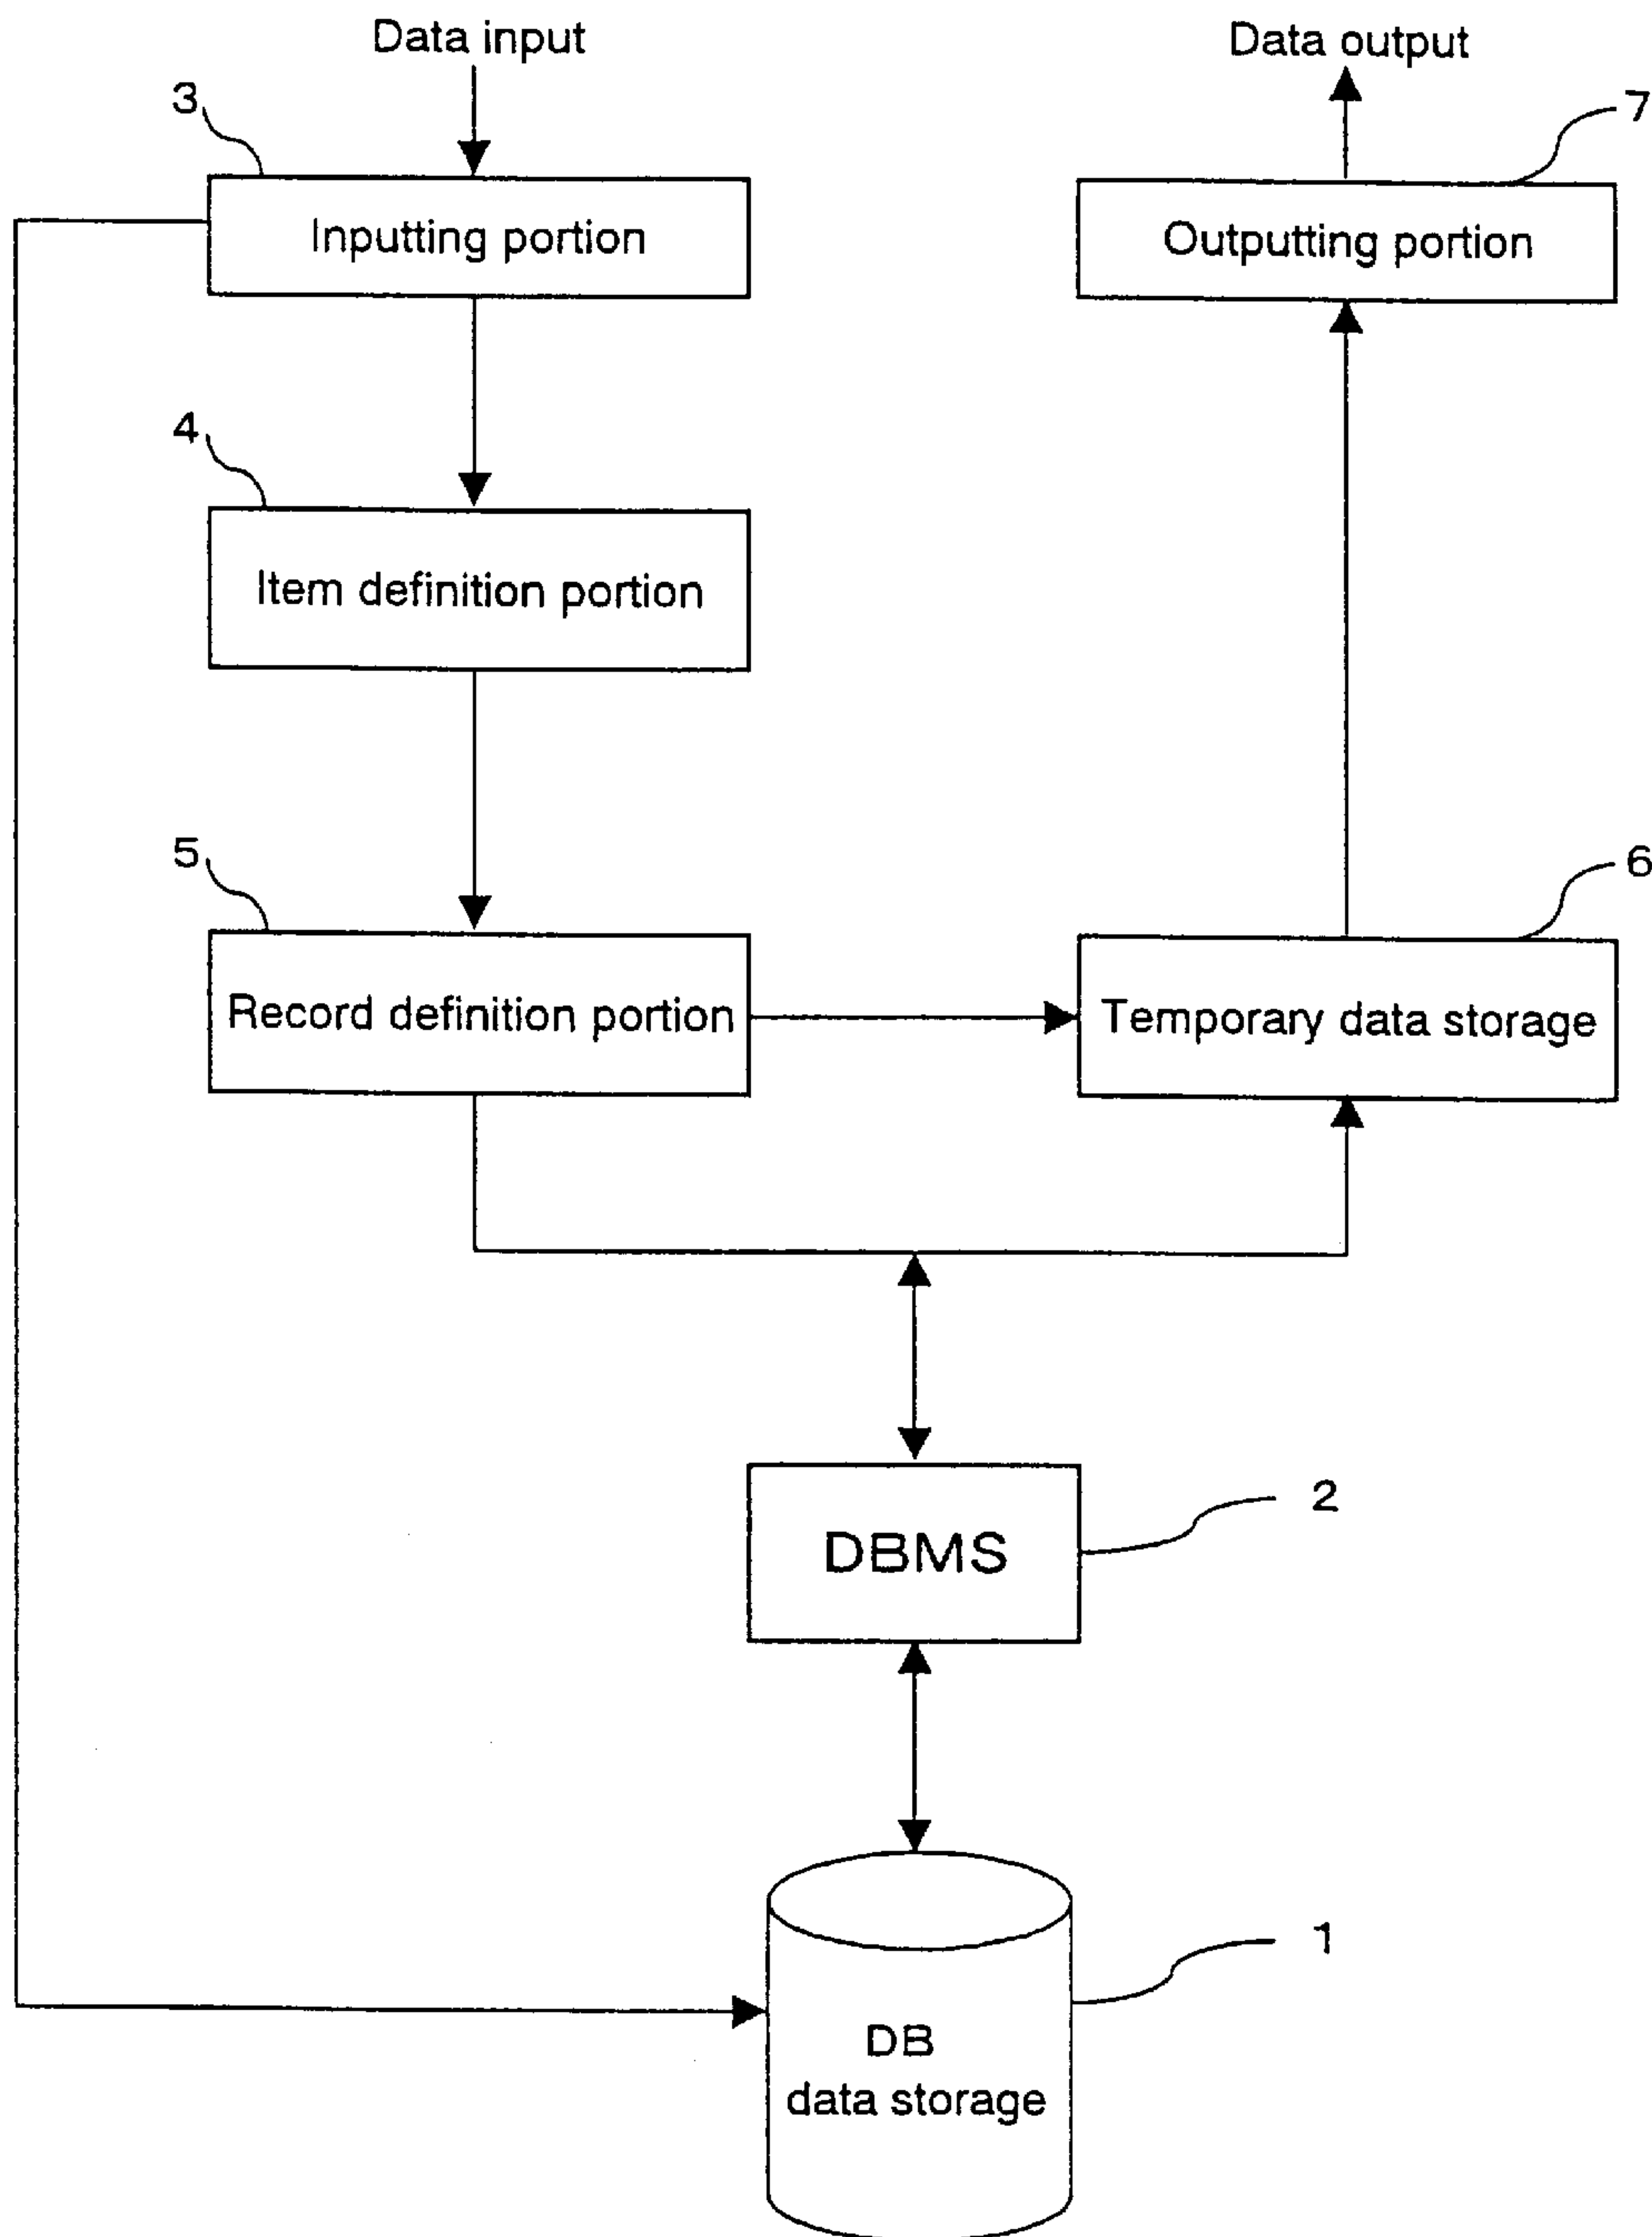 Data input
Data output
3
7
Inputting portion
Outputting portion
4
Item definition portion
5
6
Record definition portion
Temporary data storage
2
DBMS
1
DB
data storage